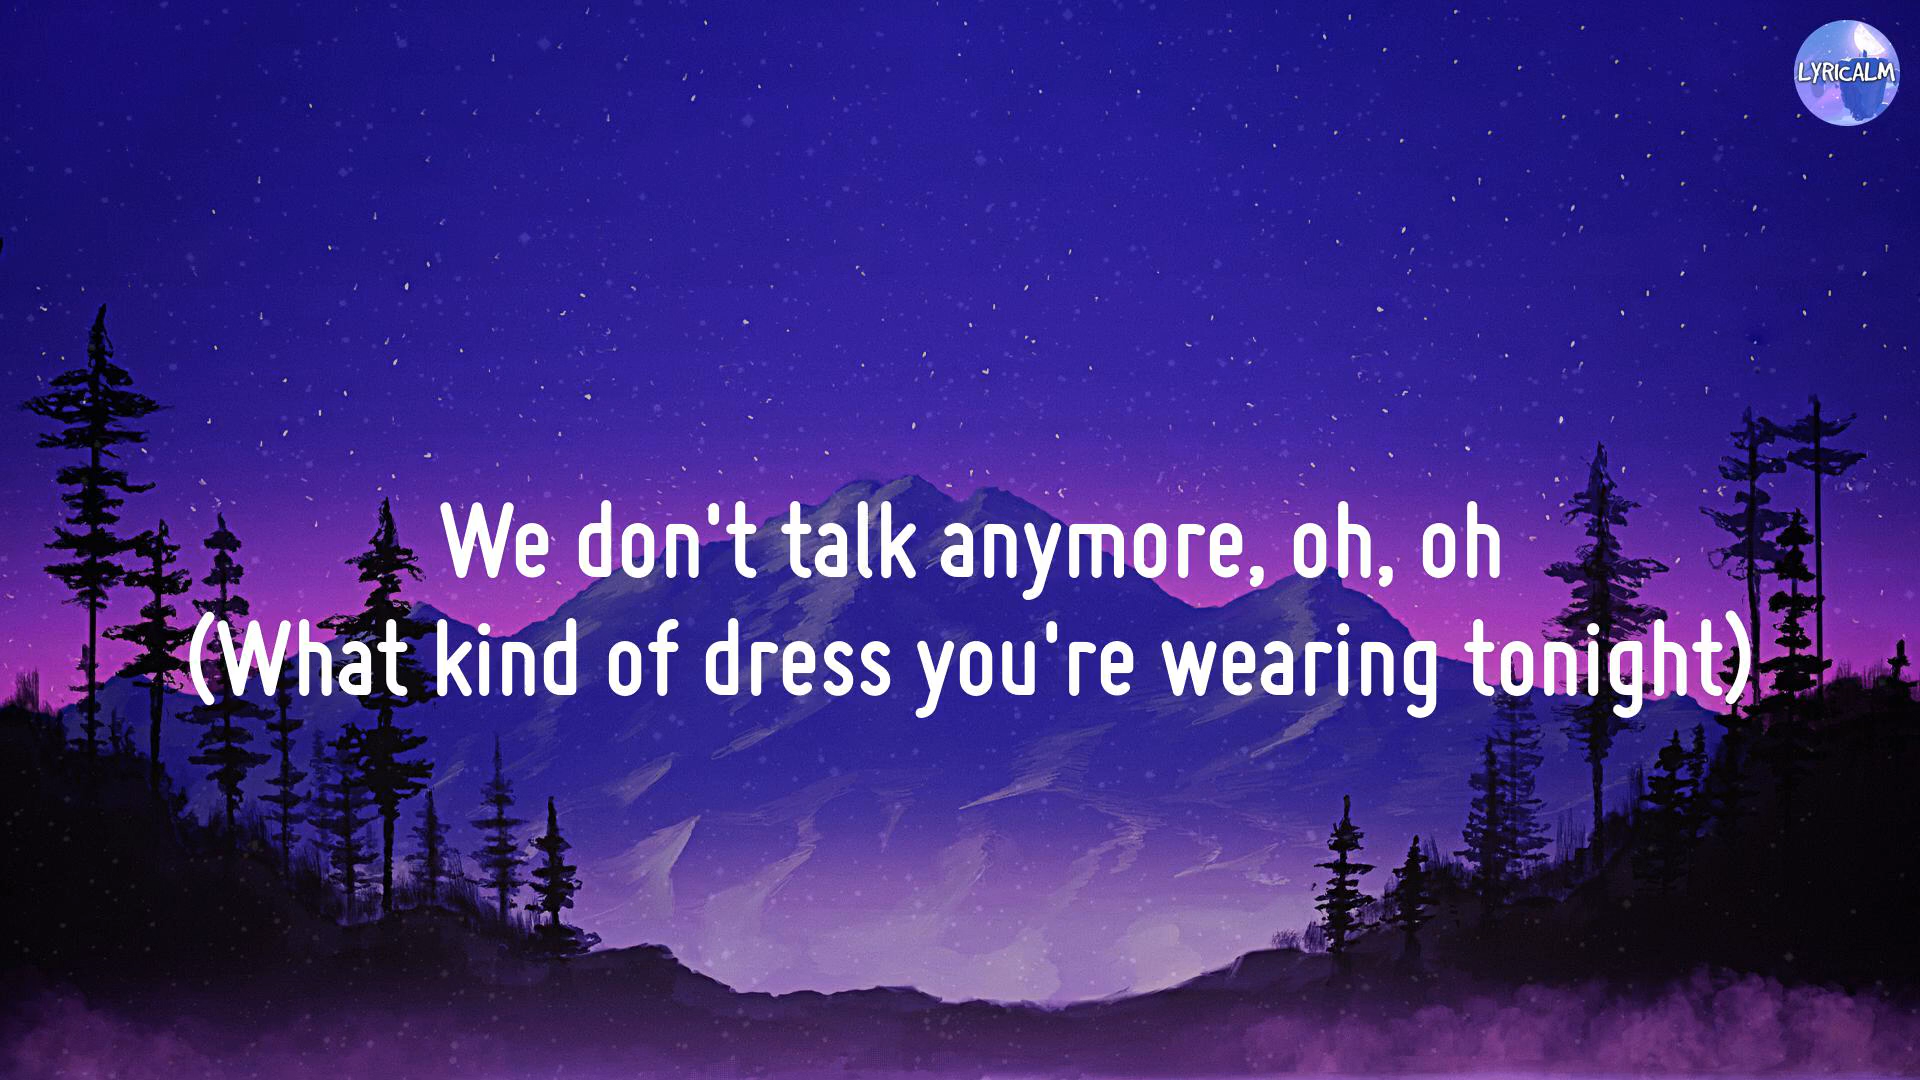 LYRICALM
We don't talk anymore, oh, oh
(What kind of dress you're wearing tonight)